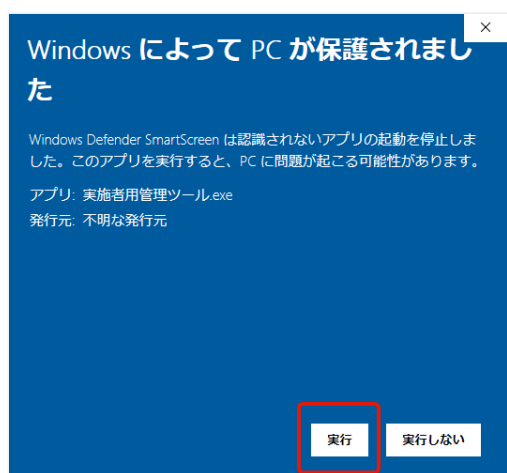 Windows によって PC が保護されまし
た
Windows Defender SmartScreen は認識されないアプリの起動を停止しま
した。このアプリを実行すると、PC に問題が起こる可能性があります。
アプリ: 実施者用管理ツール.exe
発行元: 不明な発行元
実行
実行しない